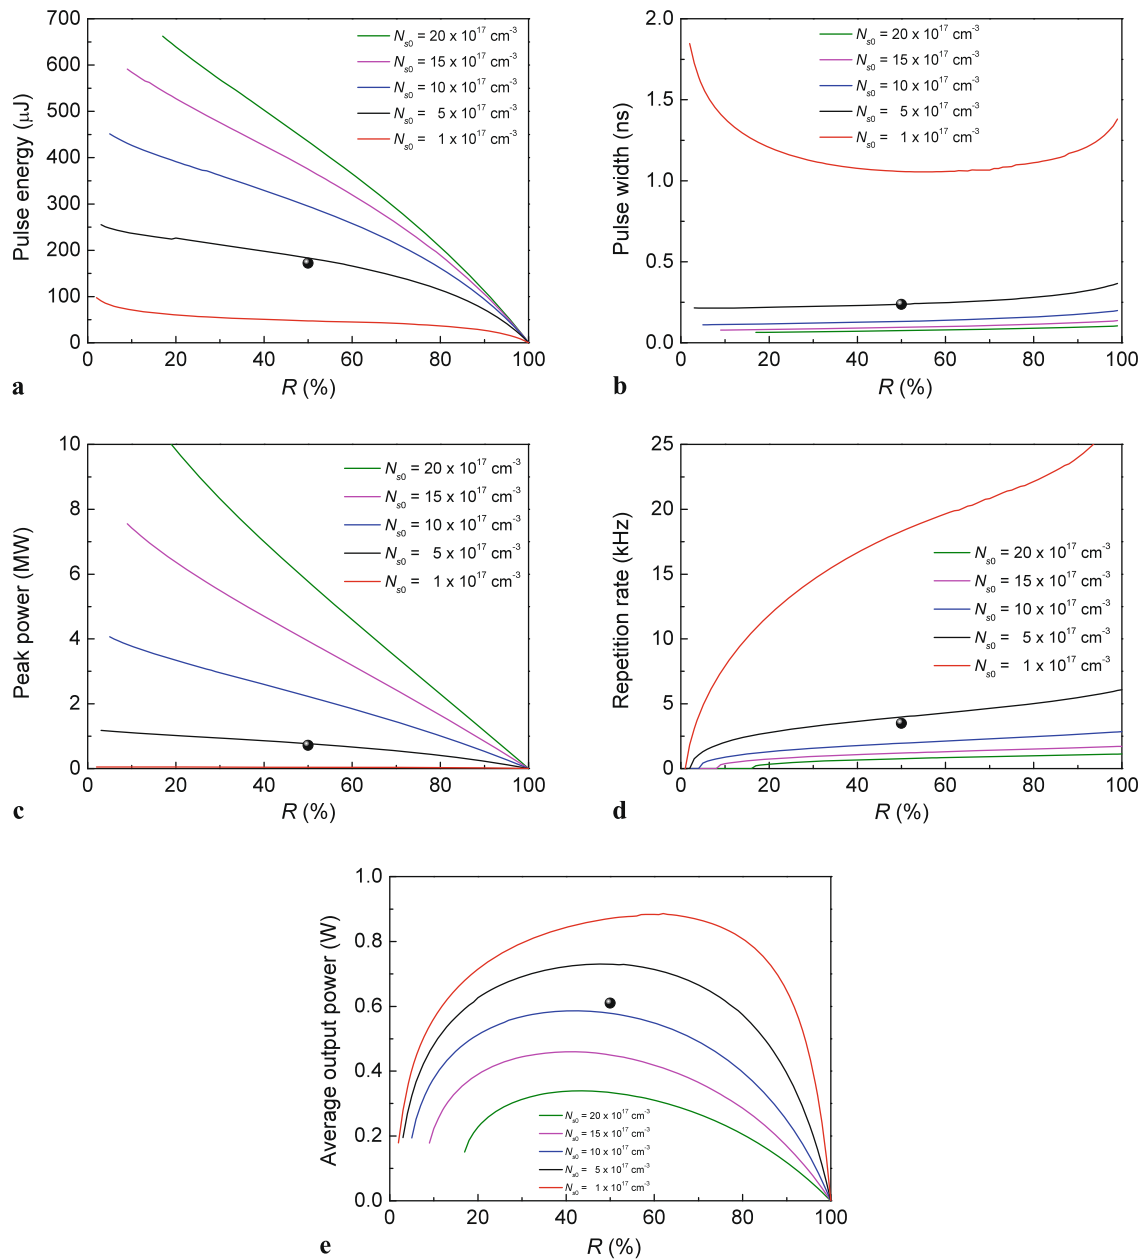 700
600
500
400
300
200
100
0
Pulse energy (μJ)
N_s0 = 20 x 10^17 cm^-3
N_s0 = 15 x 10^17 cm^-3
N_s0 = 10 x 10^17 cm^-3
N_s0 = 5 x 10^17 cm^-3
N_s0 = 1 x 10^17 cm^-3
0 20 40 60 80 100
R (%)
a
2.0
1.5
1.0
0.5
0.0
Pulse width (ns)
N_s0 = 20 x 10^17 cm^-3
N_s0 = 15 x 10^17 cm^-3
N_s0 = 10 x 10^17 cm^-3
N_s0 = 5 x 10^17 cm^-3
N_s0 = 1 x 10^17 cm^-3
0 20 40 60 80 100
R (%)
b
10
8
6
4
2
0
Peak power (MW)
N_s0 = 20 x 10^17 cm^-3
N_s0 = 15 x 10^17 cm^-3
N_s0 = 10 x 10^17 cm^-3
N_s0 = 5 x 10^17 cm^-3
N_s0 = 1 x 10^17 cm^-3
0 20 40 60 80 100
R (%)
c
25
20
15
10
5
0
Repetition rate (kHz)
N_s0 = 20 x 10^17 cm^-3
N_s0 = 15 x 10^17 cm^-3
N_s0 = 10 x 10^17 cm^-3
N_s0 = 5 x 10^17 cm^-3
N_s0 = 1 x 10^17 cm^-3
0 20 40 60 80 100
R (%)
d
1.0
0.8
0.6
0.4
0.2
0.0
Average output power (W)
N_s0 = 20 x 10^17 cm^-3
N_s0 = 15 x 10^17 cm^-3
N_s0 = 10 x 10^17 cm^-3
N_s0 = 5 x 10^17 cm^-3
N_s0 = 1 x 10^17 cm^-3
0 20 40 60 80 100
R (%)
e